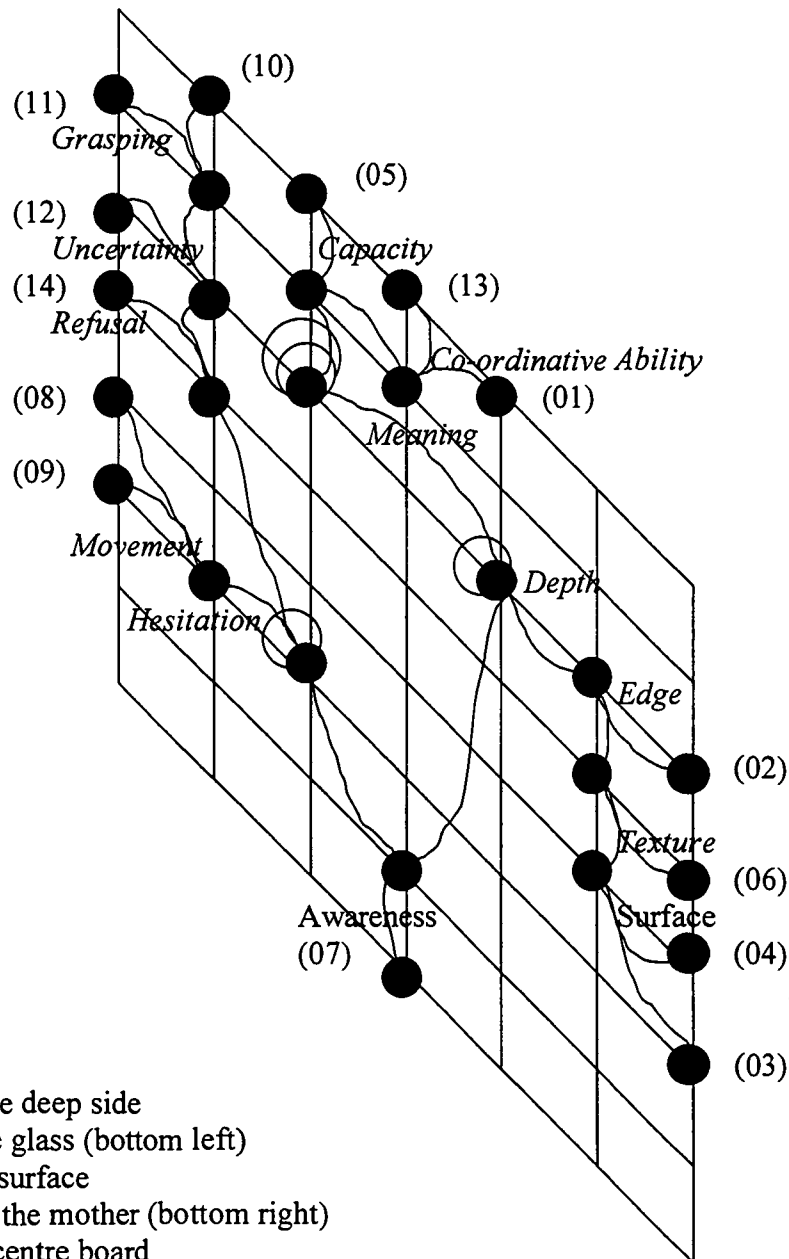 (10)
(11)
Grasping
(05)
(12)
Uncertainty
Capacity
(14)
(13)
Refusal
Co-ordinative Ability
(08)
(01)
Meaning
(09)
Movement
Depth
Hesitation
Edge
(02)
Texture
(06)
Awareness
Surface
(07)
(04)
(03)
deep side
glass (bottom left)
surface
the mother (bottom right)
centre board